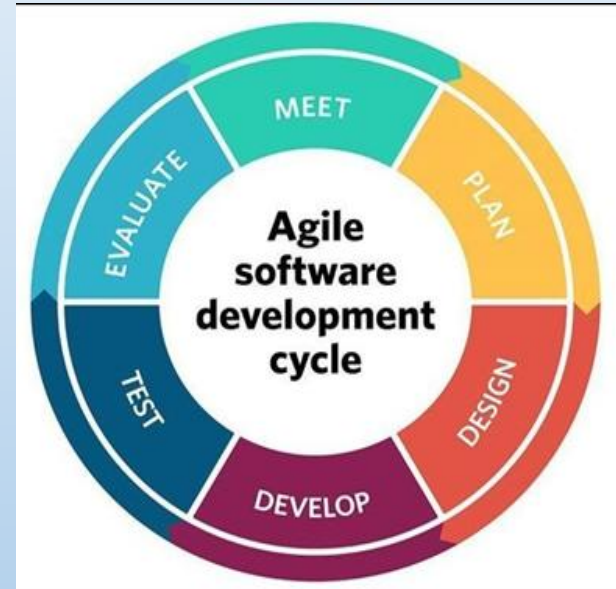 MEET
PLAN
DESIGN
DEVELOP
TEST
EVALUATE
Agile
software
development
cycle